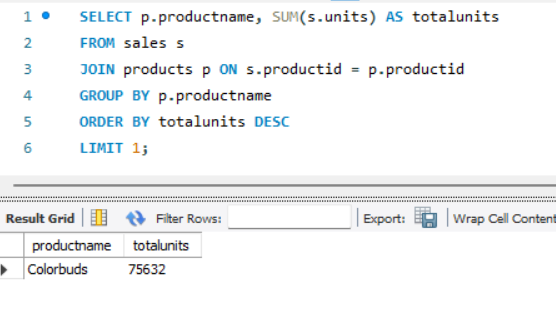 1 SELECT p.productname, SUM(s.units) AS totalunits
2 FROM sales s
3 JOIN products p ON s.productid = p.productid
4 GROUP BY p.productname
5 ORDER BY totalunits DESC
6 LIMIT 1;
Result Grid Filter Rows: Export: Wrap Cell Content
productname totalunits
Colorbuds 75632